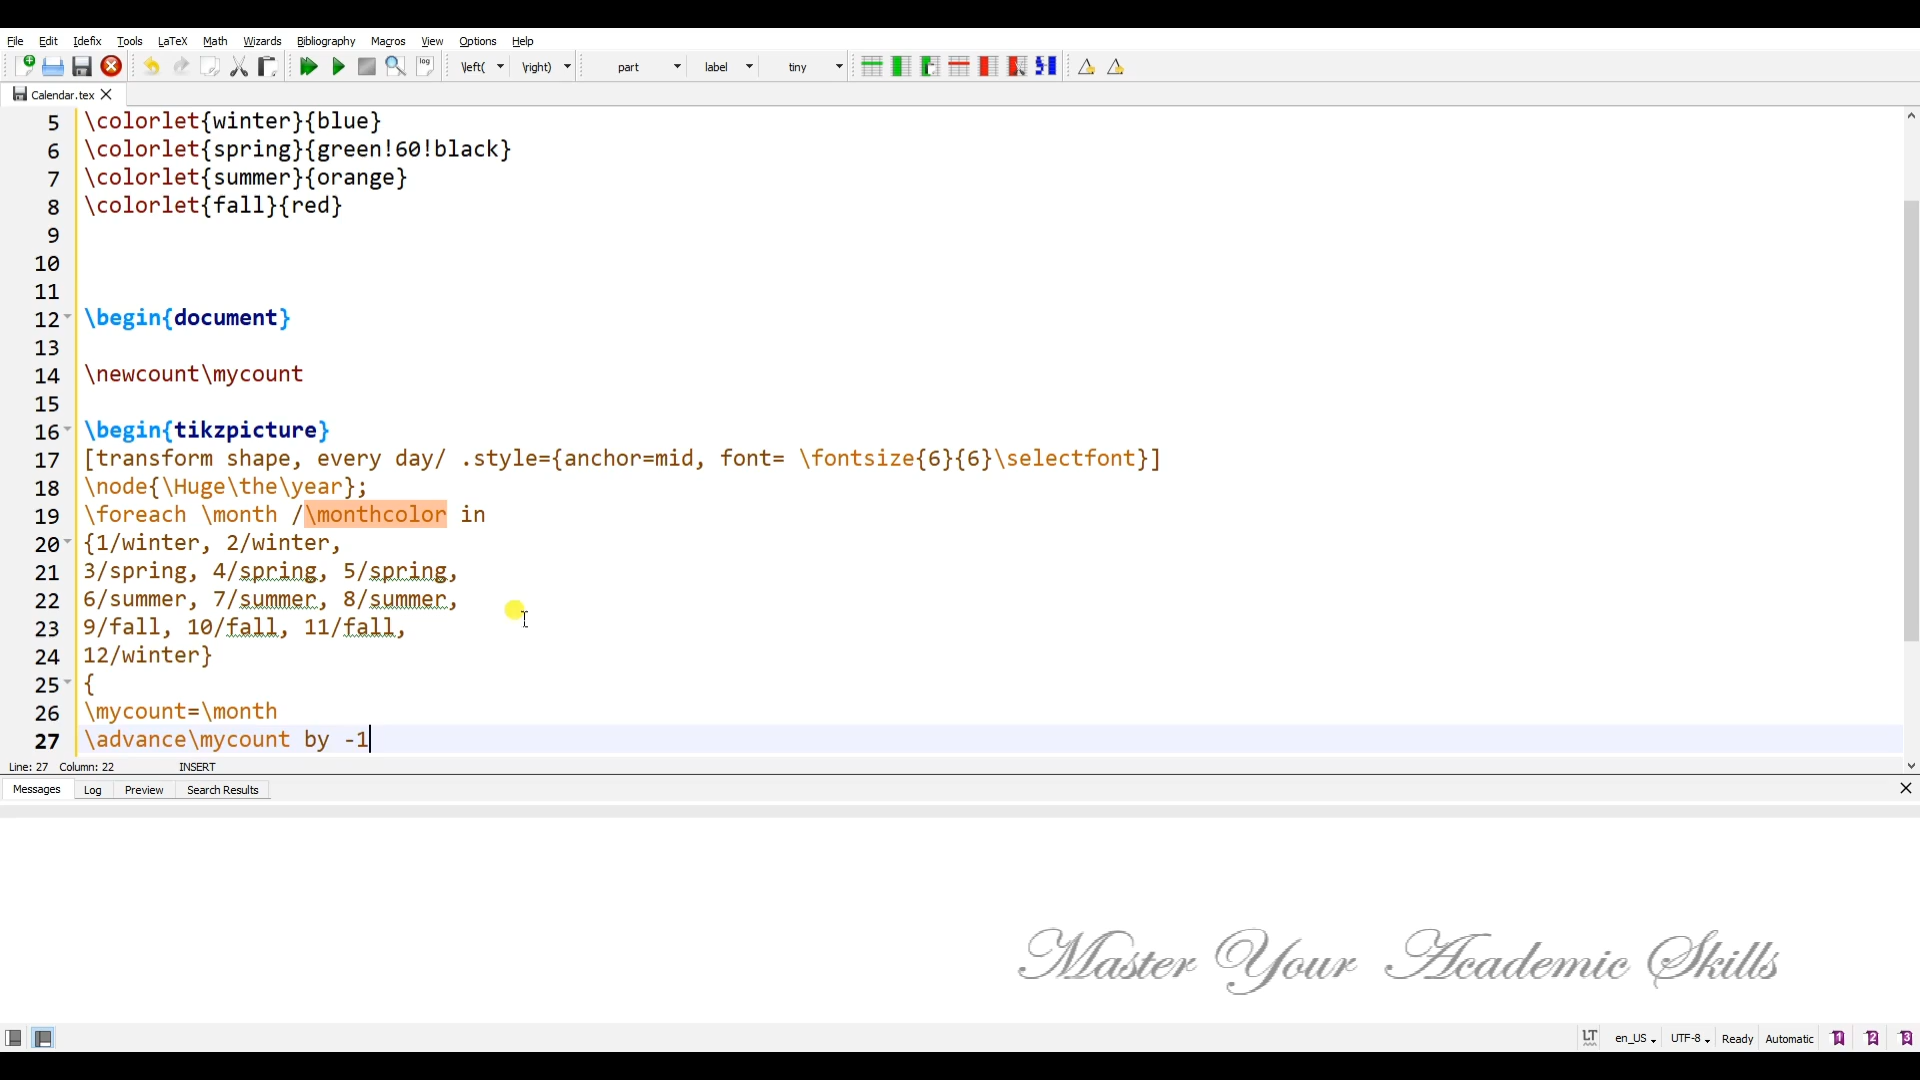 File Edit Idefix Tools LaTeX Math Wizards Bibliography Macros View Options Help
log \left( \right) part label tiny
Calendar.tex
5 \colorlet{winter}{blue}
6 \colorlet{spring}{green!60!black}
7 \colorlet{summer}{orange}
8 \colorlet{fall}{red}
9
10
11
12 \begin{document}
13
14 \newcount\mycount
15
16 \begin{tikzpicture}
17 [transform shape, every day/ .style={anchor=mid, font= \fontsize{6}{6}\selectfont}]
18 \node{\Huge\the\year};
19 \foreach \month /\monthcolor in
20 {1/winter, 2/winter,
21 3/spring, 4/spring, 5/spring,
22 6/summer, 7/summer, 8/summer,
23 9/fall, 10/fall, 11/fall,
24 12/winter}
25 {
26 \mycount=\month
27 \advance\mycount by -1
Line: 27 Column: 22 INSERT
Messages Log Preview Search Results
Master Your Academic Skills
LT en_US UTF-8 Ready Automatic 1 2 3